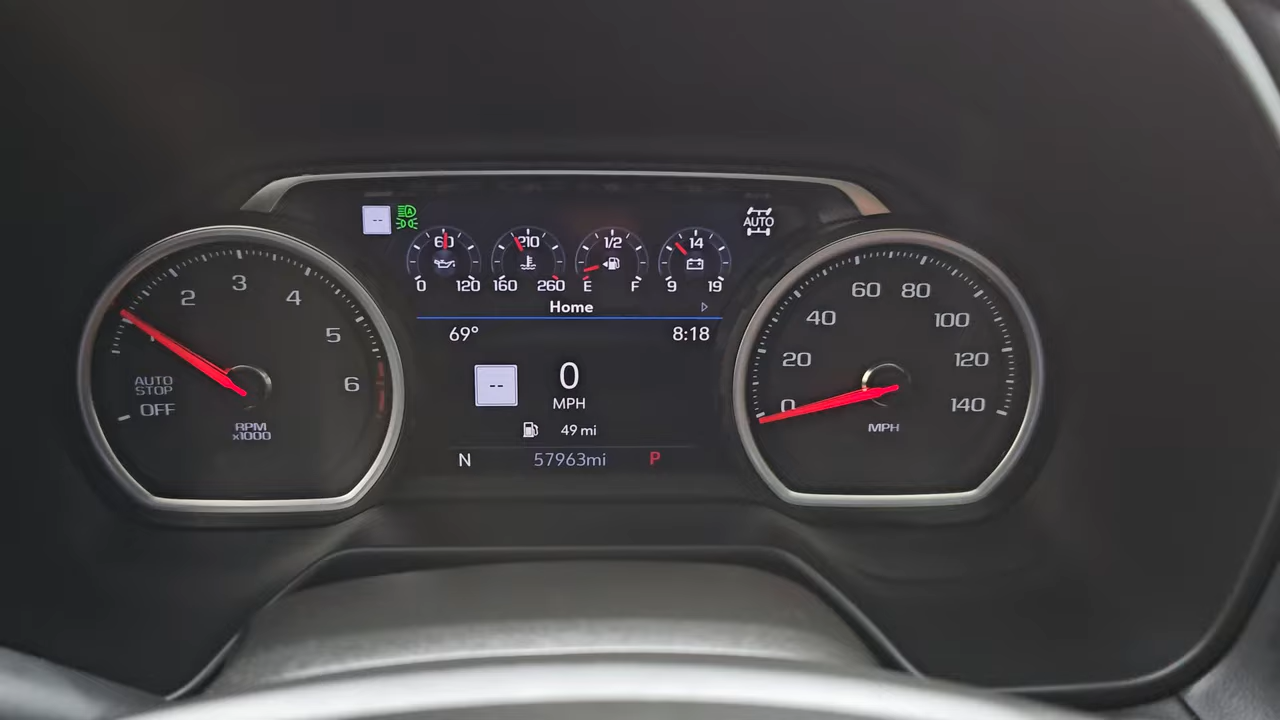 --
A
AUTO
60
210
1/2
14
0 120 160 260 E F 9 19
Home
69° 8:18
--
0
MPH
49 mi
N 57963mi P
1 2 3 4 5 6
AUTO
STOP
OFF
RPM
x1000
0 20 40 60 80 100 120 140
MPH